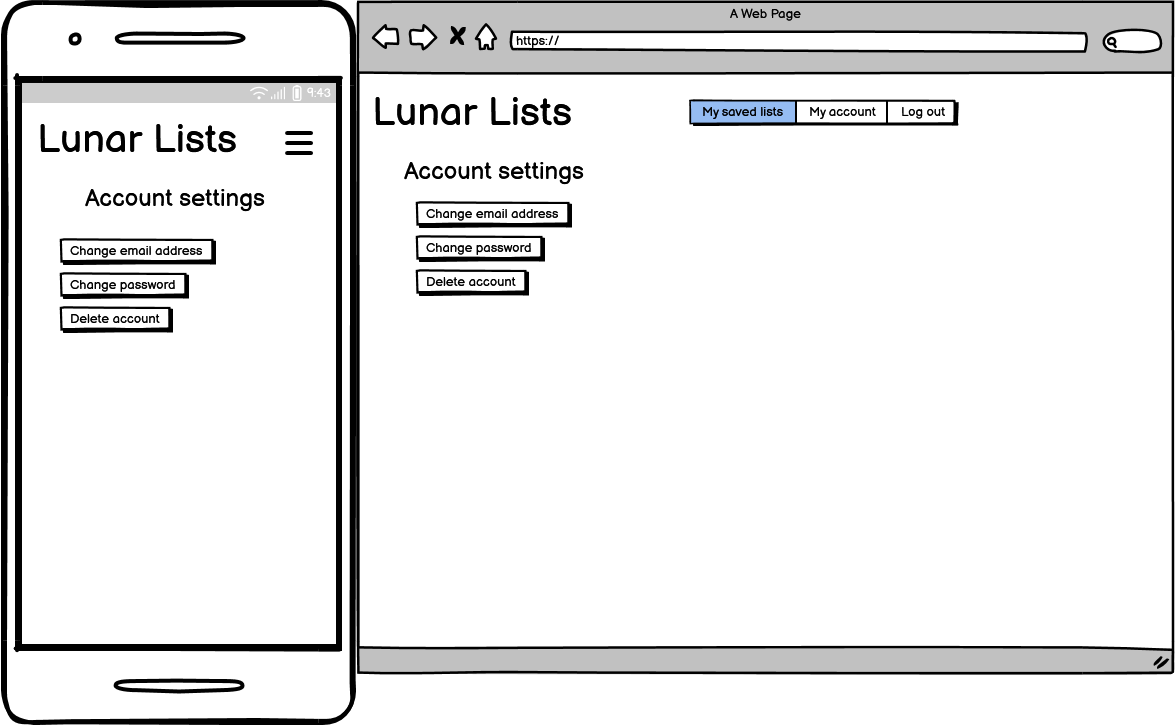 9:43
Lunar Lists
Account settings
Change email address
Change password
Delete account
A Web Page
https://
Lunar Lists
My saved lists My account Log out
Account settings
Change email address
Change password
Delete account